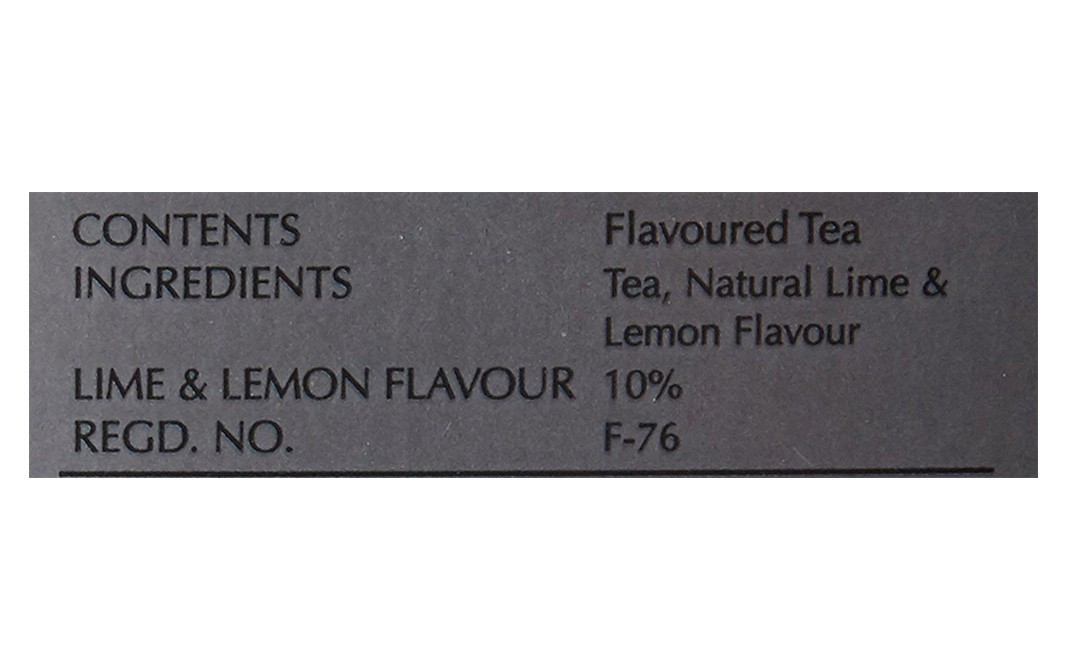 CONTENTS Flavoured Tea
INGREDIENTS Tea, Natural Lime &
Lemon Flavour
LIME & LEMON FLAVOUR 10%
REGD. NO. F-76